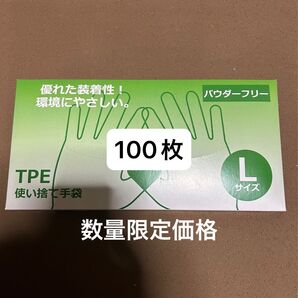 優れた装着性！
環境にやさしい。
パウダーフリー
100枚
TPE
使い捨て手袋
L
サイズ
数量限定価格